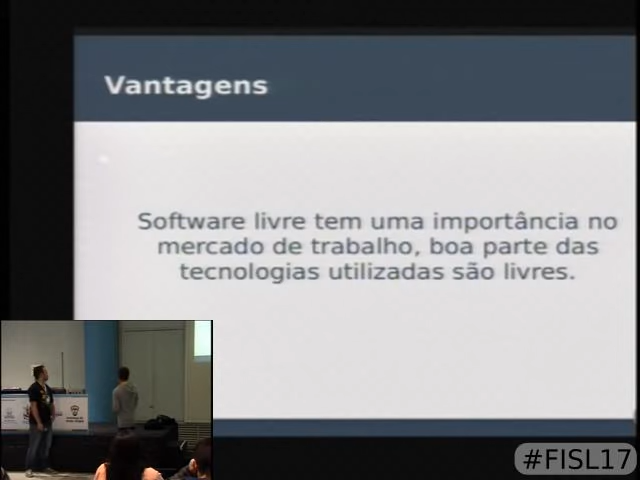 Vantagens
Software livre tem uma importância no
mercado de trabalho, boa parte das
tecnologias utilizadas são livres.
#FISL17